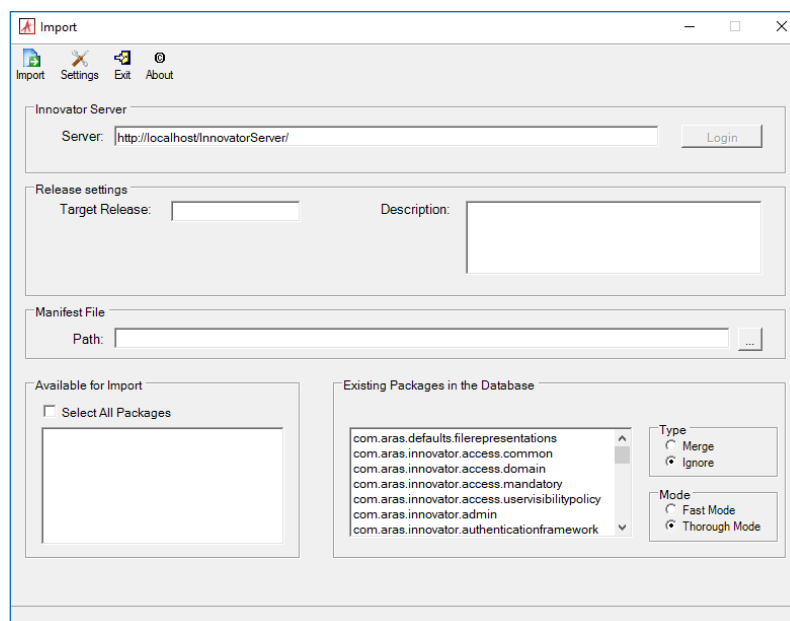 Import
Import Settings Exit About
Innovator Server
Server: http://localhost/InnovatorServer/ Login
Release settings
Target Release: Description:
Manifest File
Path: ...
Available for Import
Select All Packages
Existing Packages in the Database
com.aras.defaults.filerepresentations
com.aras.innovator.access.common
com.aras.innovator.access.domain
com.aras.innovator.access.mandatory
com.aras.innovator.access.uservisibilitypolicy
com.aras.innovator.admin
com.aras.innovator.authenticationframework
Type
Merge
Ignore
Mode
Fast Mode
Thorough Mode